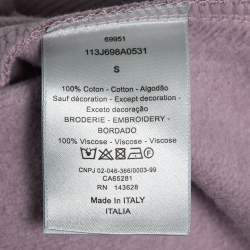 69951
113J698A0531
S
100% Coton - Cotton - Algodão
Sauf décoration - Except decoration -
Exceto decoração
BRODERIE - EMBROIDERY -
BORDADO
100% Viscose - Viscose - Viscose
CNPJ 02-046-366/0003-99
CA65281
RN 143628
Made in ITALY
ITALIA